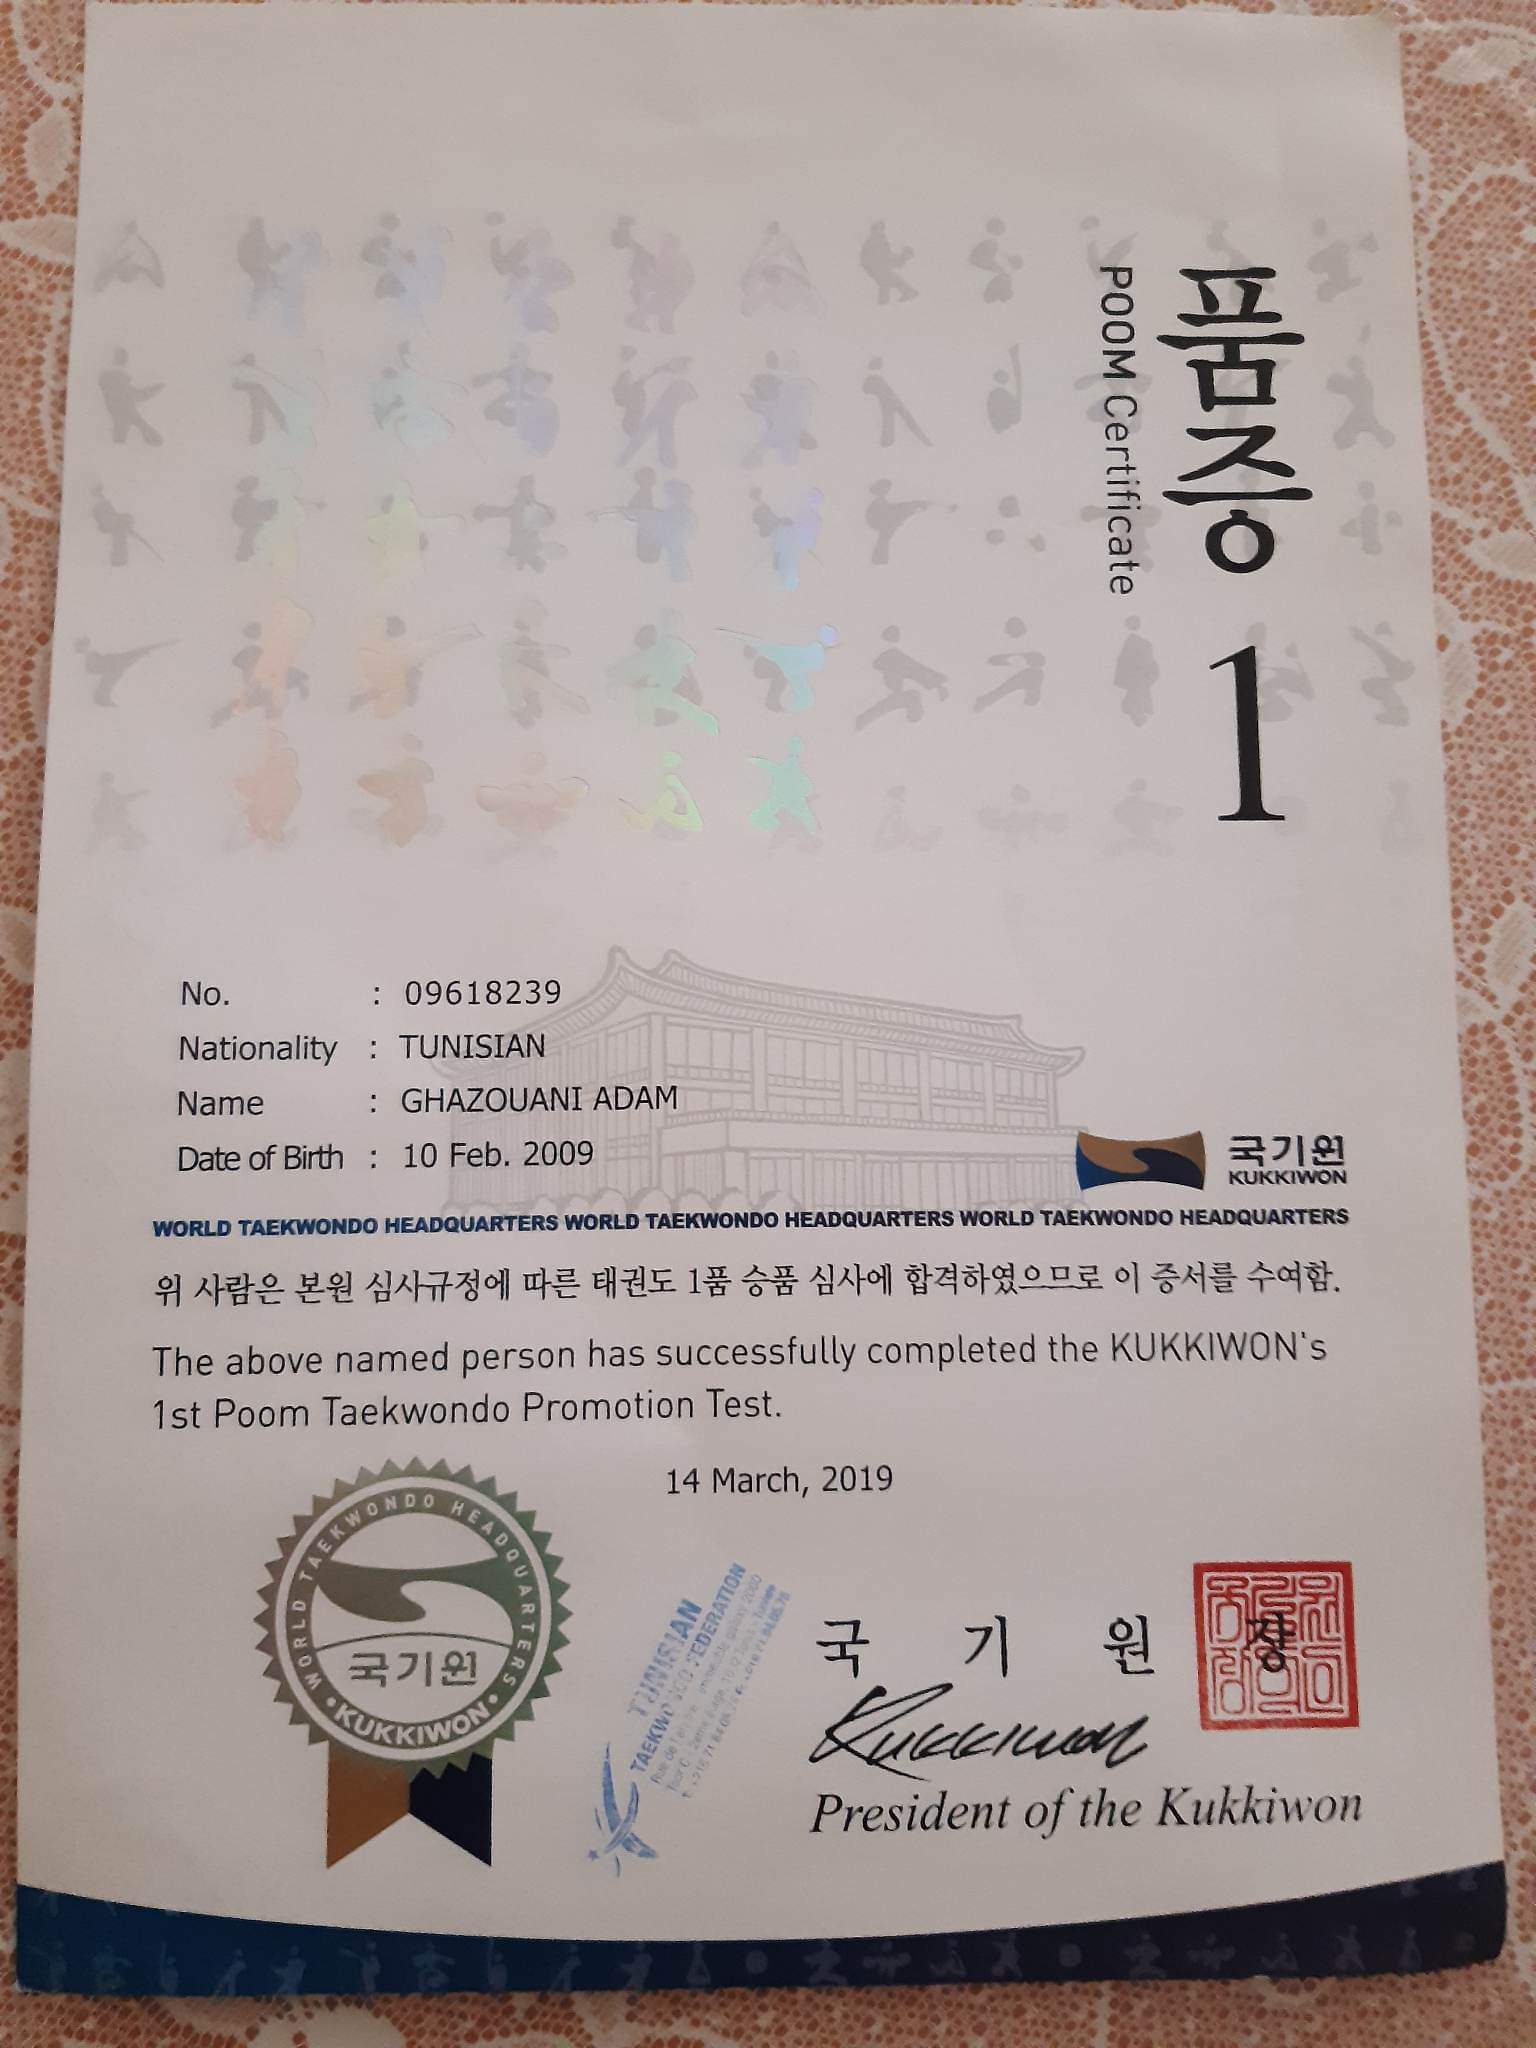 품증 1
POOM Certificate
No. : 09618239
Nationality : TUNISIAN
Name : GHAZOUANI ADAM
Date of Birth : 10 Feb. 2009
국기원
KUKKIWON
WORLD TAEKWONDO HEADQUARTERS WORLD TAEKWONDO HEADQUARTERS WORLD TAEKWONDO HEADQUARTERS
위 사람은 본원 심사규정에 따른 태권도 1품 승품 심사에 합격하였으므로 이 증서를 수여함.
The above named person has successfully completed the KUKKIWON's
1st Poom Taekwondo Promotion Test.
14 March, 2019
WORLD TAEKWONDO HEADQUARTERS
국기원
KUKKIWON
TUNISIAN
TAEKWONDO FEDERATION
국 기 원 장
Kukkiwon
President of the Kukkiwon